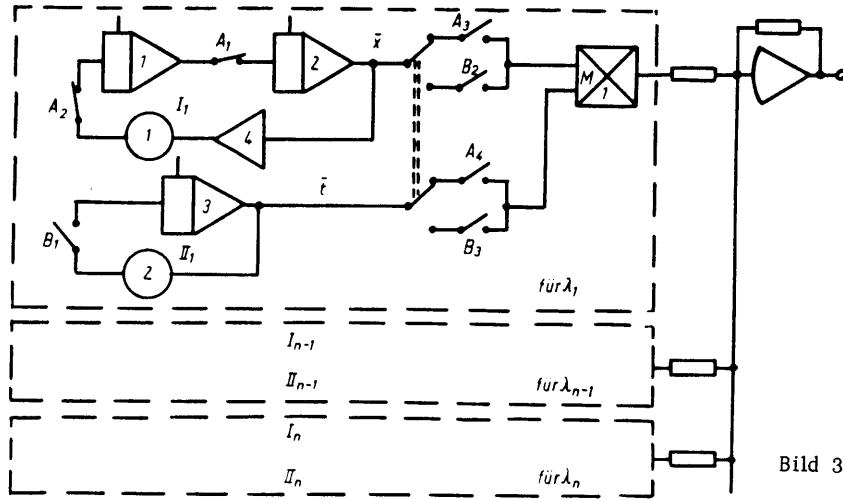 A₃
1
A₁
2
x̄
B₂
M 1
A₂
I₁
1
4
A₄
t̄
3
B₁
B₃
II₁
2
für λ₁
Iₙ₋₁
IIₙ₋₁
für λₙ₋₁
Iₙ
IIₙ
für λₙ
Bild 3